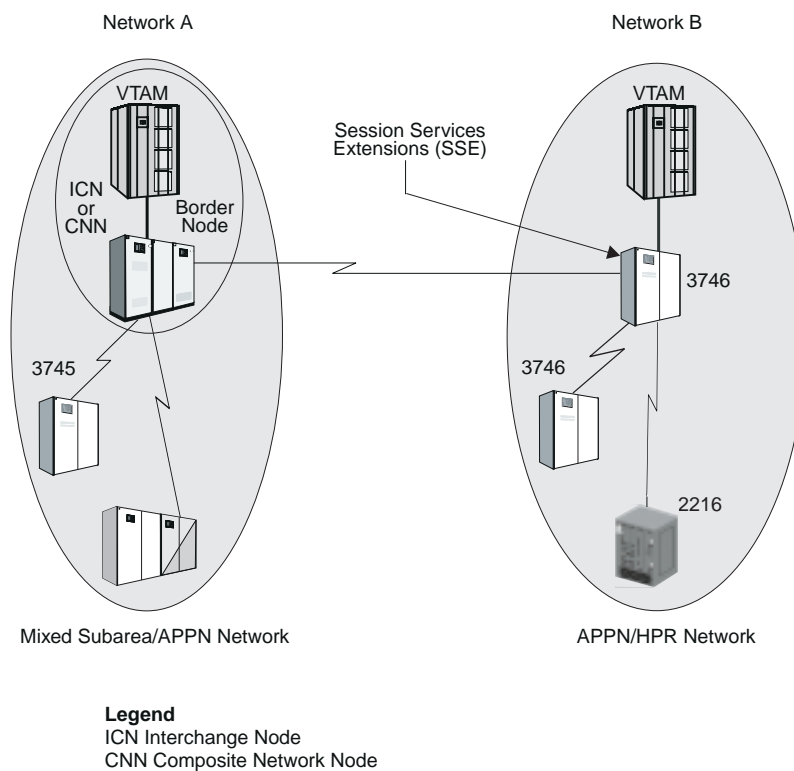 Network A
Network B
VTAM
VTAM
Session Services
Extensions (SSE)
ICN
or
CNN
Border
Node
3746
3745
3746
2216
Mixed Subarea/APPN Network
APPN/HPR Network
Legend
ICN Interchange Node
CNN Composite Network Node